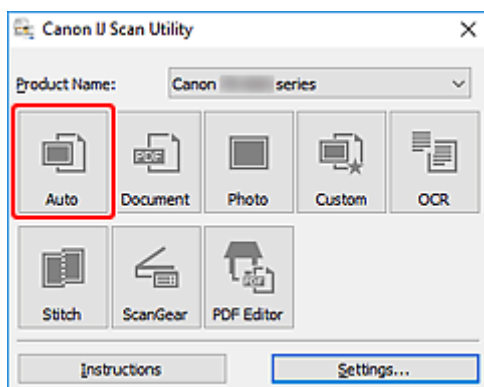 Canon IJ Scan Utility
Product Name: Canon series
Auto Document Photo Custom OCR
PDF
Stitch ScanGear PDF Editor
Instructions Settings...